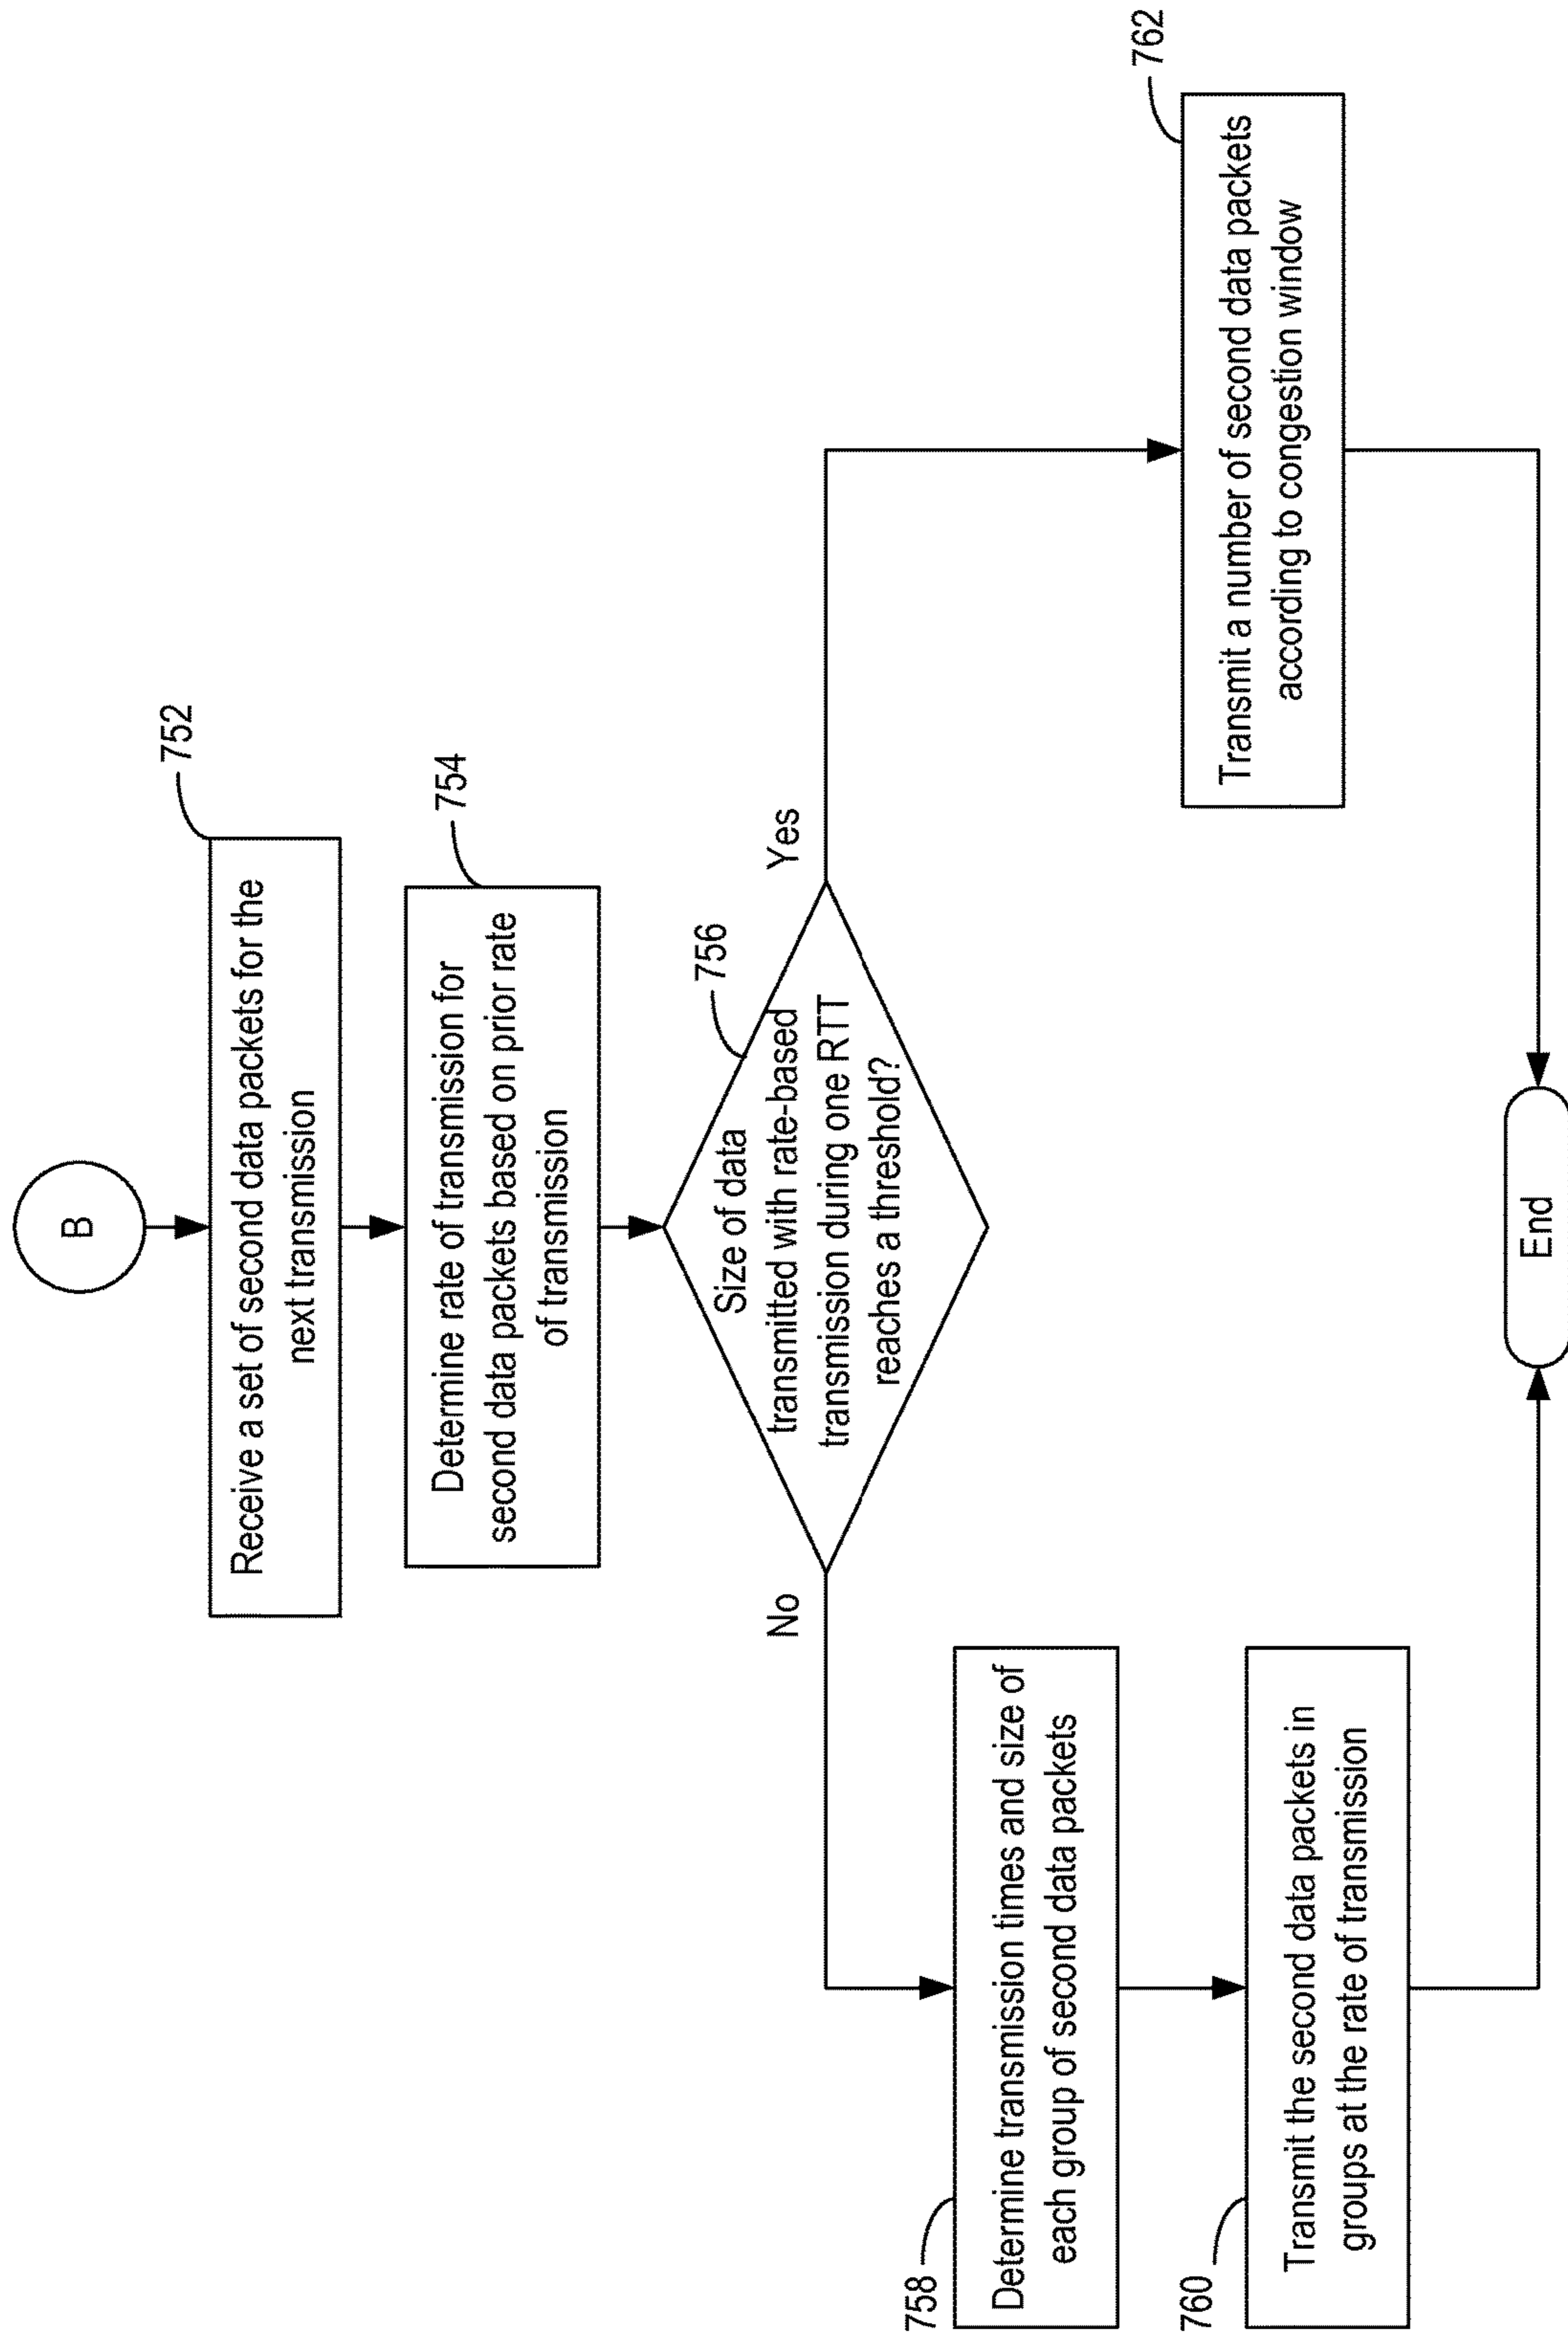 B
752
Receive a set of second data packets for the
next transmission
754
Determine rate of transmission for
second data packets based on prior rate
of transmission
756
Size of data
transmitted with rate-based
transmission during one RTT
reaches a threshold?
No
Yes
758
Determine transmission times and size of
each group of second data packets
760
Transmit the second data packets in
groups at the rate of transmission
762
Transmit a number of second data packets
according to congestion window
End